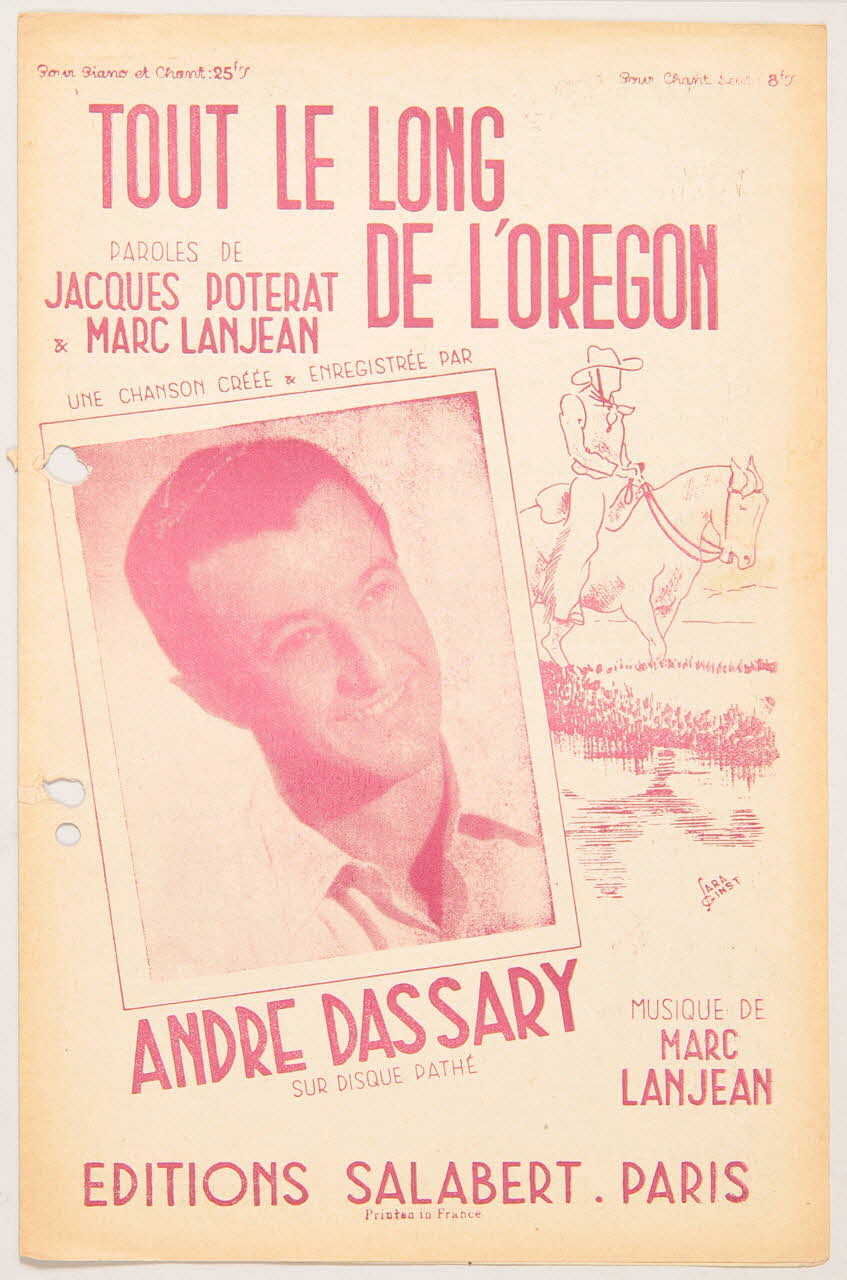 Pour Piano et Chant: 25fs
Pour Chant Seul 8fs
TOUT LE LONG
DE L'OREGON
PAROLES DE
JACQUES POTERAT
& MARC LANJEAN
UNE CHANSON CRÉÉE & ENREGISTRÉE PAR
ANDRE DASSARY
SUR DISQUE PATHÉ
MUSIQUE DE
MARC
LANJEAN
EDITIONS SALABERT. PARIS
Printed in France